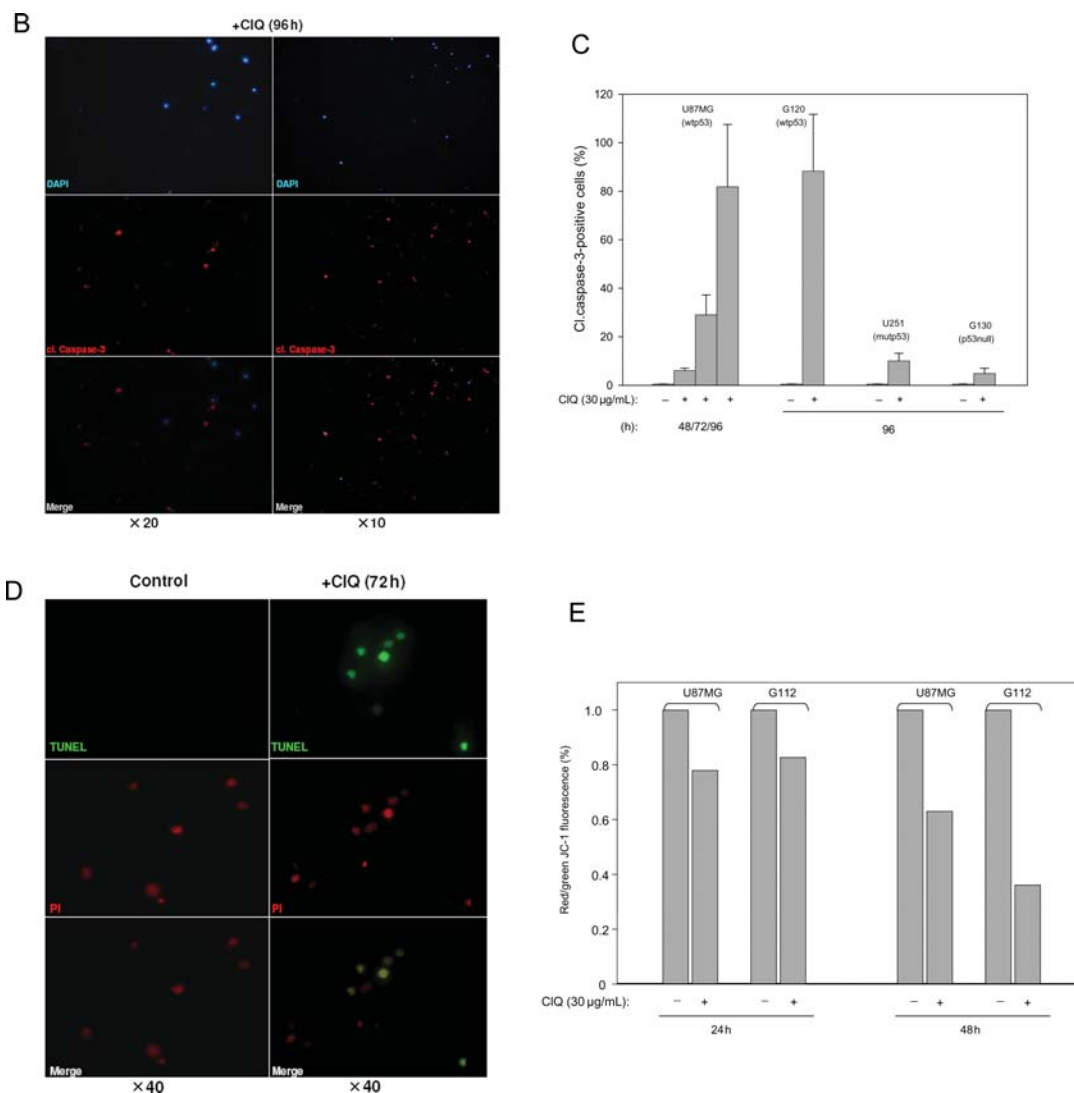 B
+ClQ (96 h)
DAPI
DAPI
cl. Caspase-3
cl. Caspase-3
Merge
Merge
×20
×10
C
Cl.caspase-3-positive cells (%)
120
100
80
60
40
20
0
U87MG
(wtp53)
G120
(wtp53)
U251
(mutp53)
G130
(p53null)
ClQ (30 µg/mL): – + + + – + – + – +
(h): 48/72/96 96
D
Control
+ClQ (72 h)
TUNEL
TUNEL
PI
PI
Merge
Merge
×40
×40
E
Red/green JC-1 fluorescence (%)
U87MG G112 U87MG G112
1.0
0.8
0.6
0.4
0.2
0
ClQ (30 µg/mL): – + – + – + – +
24 h 48 h